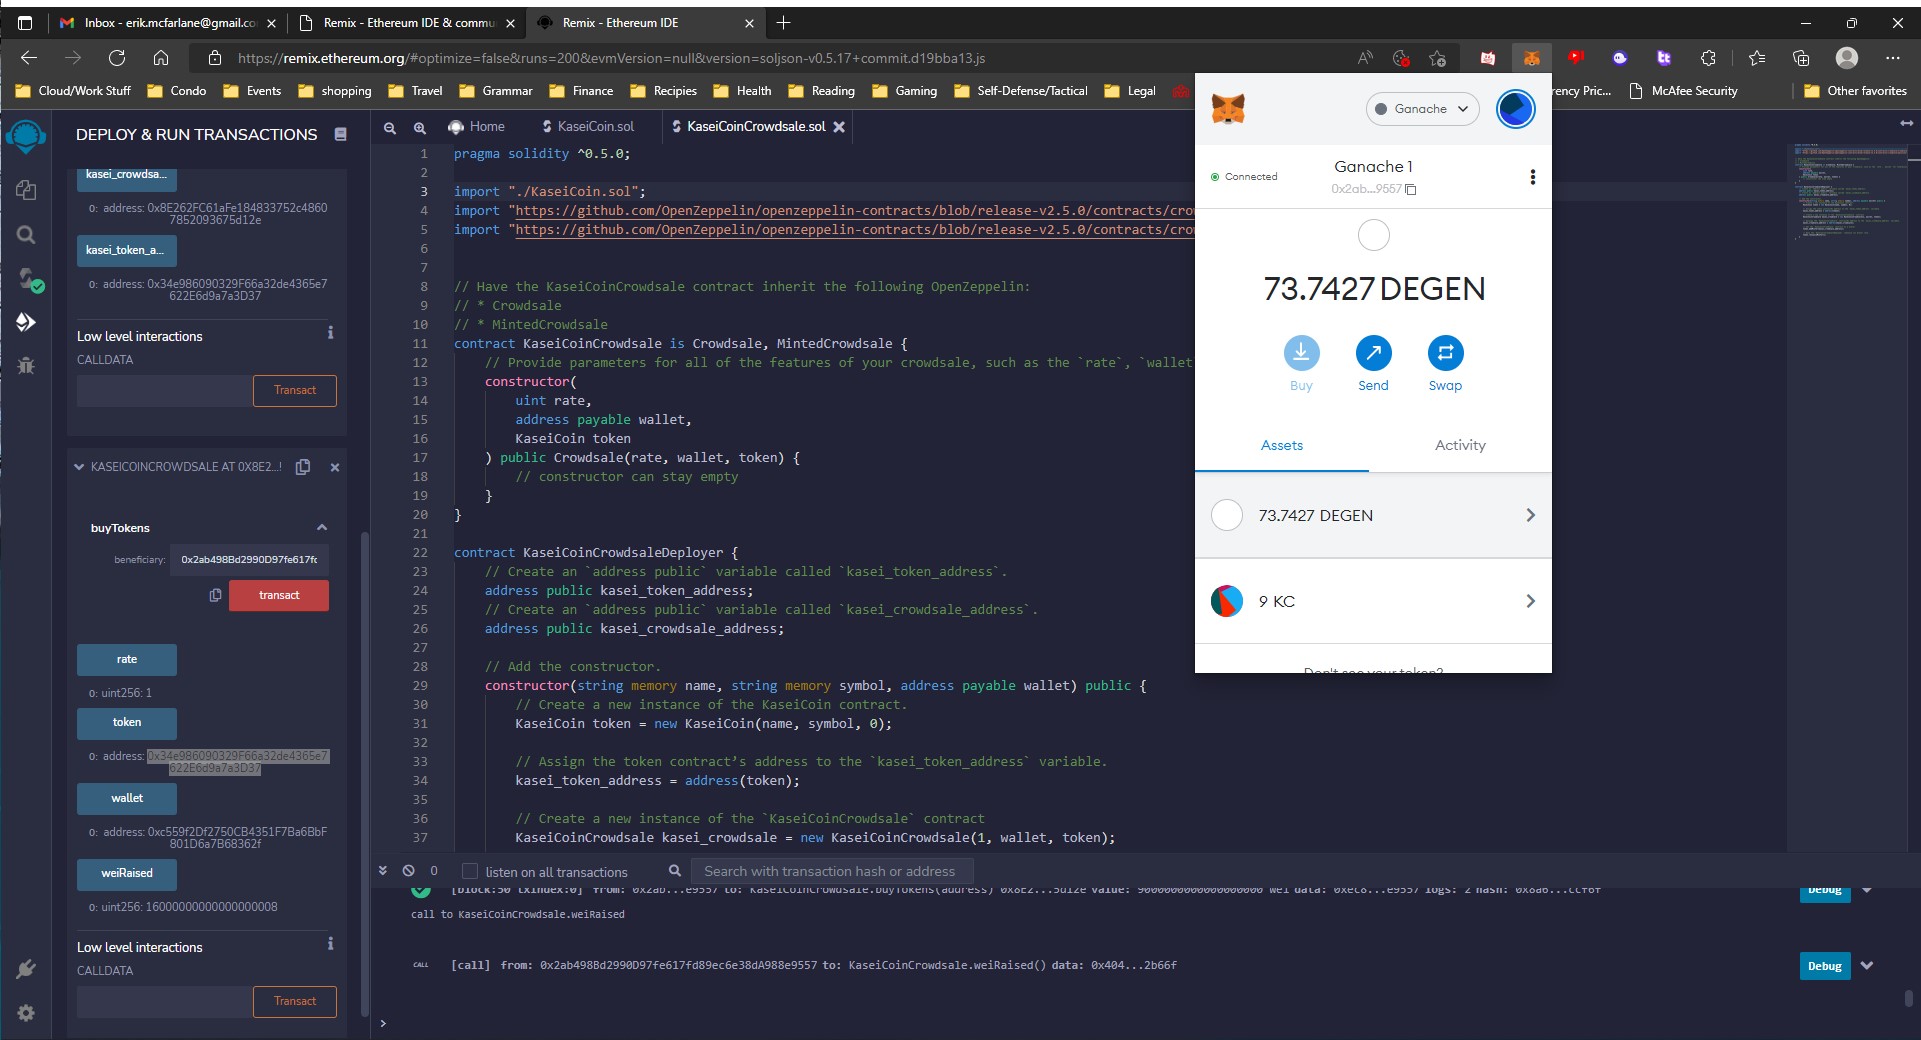 Inbox - erik.mcfarlane@gmail.co
Remix - Ethereum IDE & commu
Remix - Ethereum IDE
https://remix.ethereum.org/#optimize=false&runs=200&evmVersion=null&version=soljson-v0.5.17+commit.d19bba13.js
Cloud/Work Stuff
Condo
Events
shopping
Travel
Grammar
Finance
Recipies
Health
Reading
Gaming
Self-Defense/Tactical
Legal
rency Pric...
McAfee Security
Other favorites
DEPLOY & RUN TRANSACTIONS
kasei_crowdsa...
0: address: 0x8E262FC61aFe184833752c4860
7852093675d12e
kasei_token_a...
0: address: 0x34e986090329F66a32de4365e7
622E6d9a7a3D37
Low level interactions
CALLDATA
Transact
KASEICOINCROWDSALE AT 0X8E2...!
buyTokens
beneficiary:
0x2ab498Bd2990D97fe617fc
transact
rate
0: uint256: 1
token
0: address: 0x34e986090329F66a32de4365e7
622E6d9a7a3D37
wallet
0: address: 0xc559f2Df2750CB4351F7Ba6BbF
801D6a7B68362f
weiRaised
0: uint256: 16000000000000000008
Low level interactions
CALLDATA
Transact
Home
KaseiCoin.sol
KaseiCoinCrowdsale.sol
1 pragma solidity ^0.5.0;
2
3 import "./KaseiCoin.sol";
4 import "https://github.com/OpenZeppelin/openzeppelin-contracts/blob/release-v2.5.0/contracts/cro
5 import "https://github.com/OpenZeppelin/openzeppelin-contracts/blob/release-v2.5.0/contracts/cro
6
7
8 // Have the KaseiCoinCrowdsale contract inherit the following OpenZeppelin:
9 // * Crowdsale
10 // * MintedCrowdsale
11 contract KaseiCoinCrowdsale is Crowdsale, MintedCrowdsale {
12 // Provide parameters for all of the features of your crowdsale, such as the `rate`, `wallet
13 constructor(
14 uint rate,
15 address payable wallet,
16 KaseiCoin token
17 ) public Crowdsale(rate, wallet, token) {
18 // constructor can stay empty
19 }
20 }
21
22 contract KaseiCoinCrowdsaleDeployer {
23 // Create an `address public` variable called `kasei_token_address`.
24 address public kasei_token_address;
25 // Create an `address public` variable called `kasei_crowdsale_address`.
26 address public kasei_crowdsale_address;
27
28 // Add the constructor.
29 constructor(string memory name, string memory symbol, address payable wallet) public {
30 // Create a new instance of the KaseiCoin contract.
31 KaseiCoin token = new KaseiCoin(name, symbol, 0);
32
33 // Assign the token contract’s address to the `kasei_token_address` variable.
34 kasei_token_address = address(token);
35
36 // Create a new instance of the `KaseiCoinCrowdsale` contract
37 KaseiCoinCrowdsale kasei_crowdsale = new KaseiCoinCrowdsale(1, wallet, token);
Ganache
Connected
Ganache 1
0x2ab...9557
73.7427 DEGEN
Buy
Send
Swap
Assets
Activity
73.7427 DEGEN
9 KC
Don't see your token?
0
listen on all transactions
Search with transaction hash or address
[block:50 txIndex:0] from: 0x2ab...e9557 to: KaseiCoinCrowdsale.buyTokens(address) 0x8E2...5d12e value: 9000000000000000000 wei data: 0xec8...e9557 logs: 2 hash: 0x8a6...ccf6f
Debug
call to KaseiCoinCrowdsale.weiRaised
CALL
[call] from: 0x2ab498Bd2990D97fe617fd89ec6e38dA988e9557 to: KaseiCoinCrowdsale.weiRaised() data: 0x404...2b66f
Debug
>